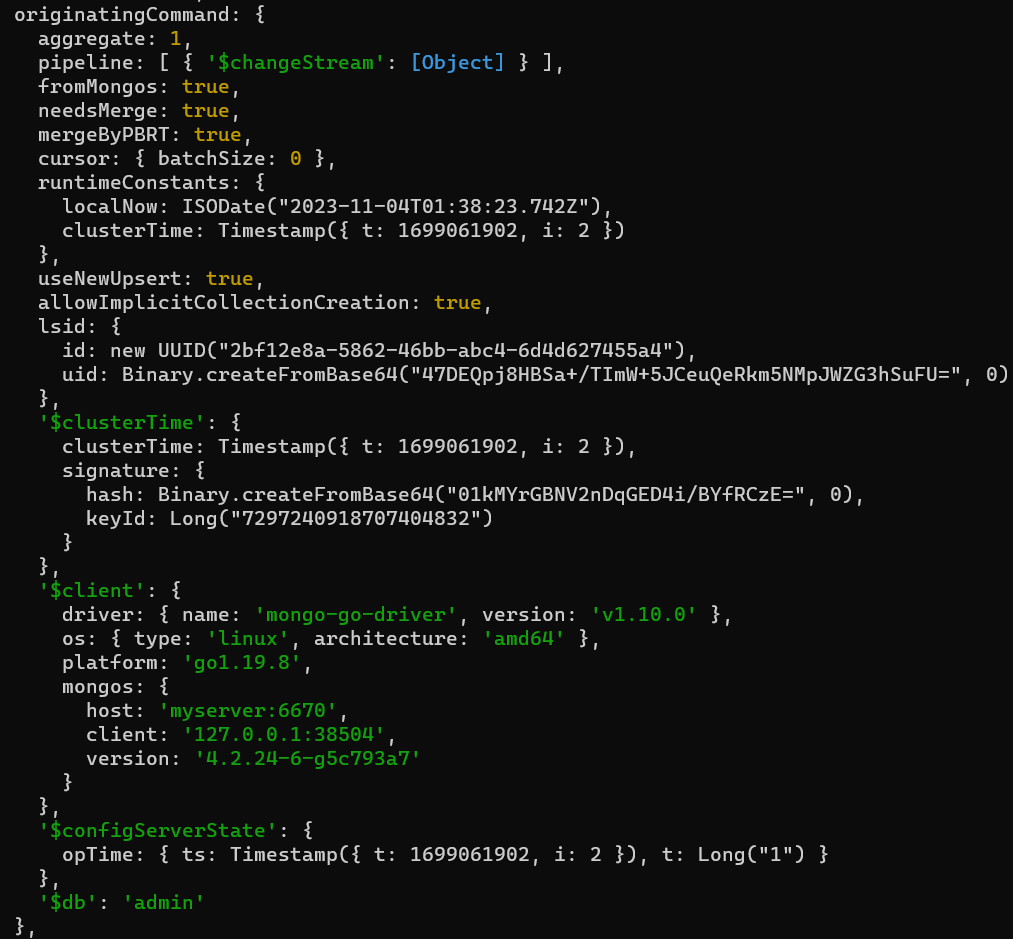 originatingCommand: {
  aggregate: 1,
  pipeline: [ { '$changeStream': [Object] } ],
  fromMongos: true,
  needsMerge: true,
  mergeByPBRT: true,
  cursor: { batchSize: 0 },
  runtimeConstants: {
    localNow: ISODate("2023-11-04T01:38:23.742Z"),
    clusterTime: Timestamp({ t: 1699061902, i: 2 })
  },
  useNewUpsert: true,
  allowImplicitCollectionCreation: true,
  lsid: {
    id: new UUID("2bf12e8a-5862-46bb-abc4-6d4d627455a4"),
    uid: Binary.createFromBase64("47DEQpj8HBSa+/TImW+5JCeuQeRkm5NMpJWZG3hSuFU=", 0)
  },
  '$clusterTime': {
    clusterTime: Timestamp({ t: 1699061902, i: 2 }),
    signature: {
      hash: Binary.createFromBase64("01kMYrGBNV2nDqGED4i/BYfRCzE=", 0),
      keyId: Long("7297240918707404832")
    }
  },
  '$client': {
    driver: { name: 'mongo-go-driver', version: 'v1.10.0' },
    os: { type: 'linux', architecture: 'amd64' },
    platform: 'go1.19.8',
    mongos: {
      host: 'myserver:6670',
      client: '127.0.0.1:38504',
      version: '4.2.24-6-g5c793a7'
    }
  },
  '$configServerState': {
    opTime: { ts: Timestamp({ t: 1699061902, i: 2 }), t: Long("1") }
  },
  '$db': 'admin'
},